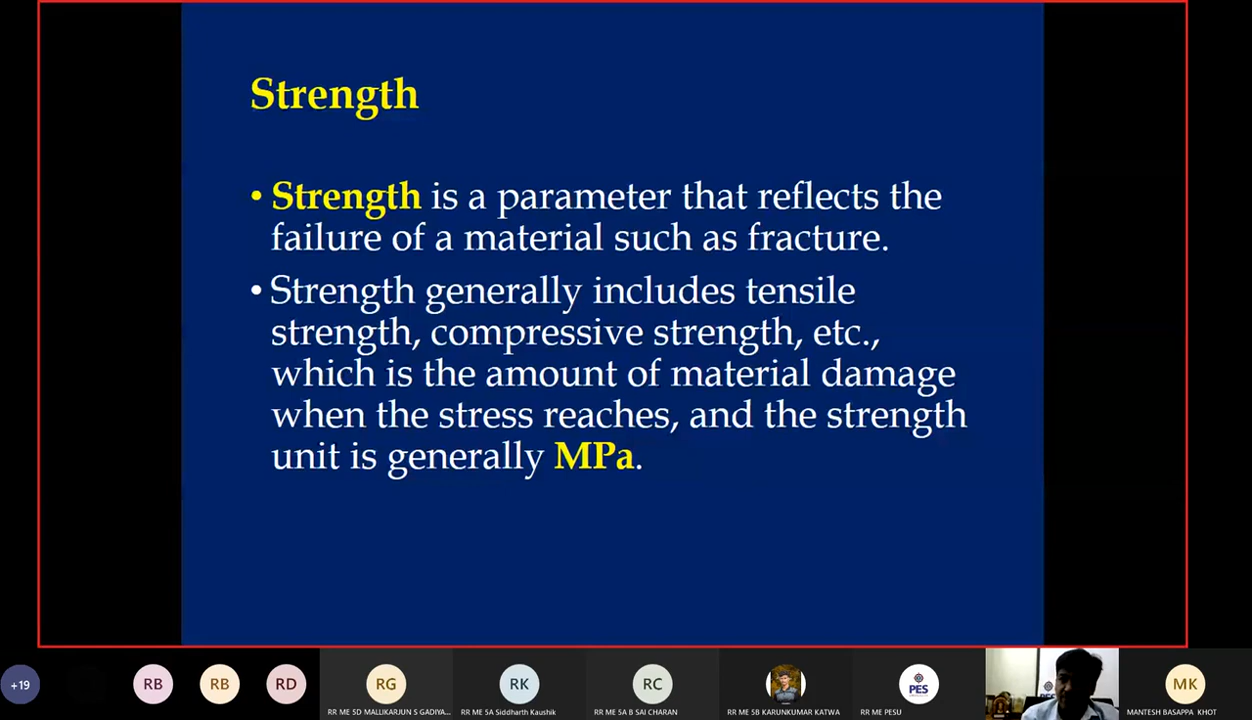 Strength
• Strength is a parameter that reflects the
failure of a material such as fracture.
• Strength generally includes tensile
strength, compressive strength, etc.,
which is the amount of material damage
when the stress reaches, and the strength
unit is generally MPa.
+19
RB
RB
RD
RG
RK
RC
PES
MK
RR ME 5D MALLIKARJUN S GADIYA...
RR ME 5A Siddharth Kaushik
RR ME 5A B SAI CHARAN
RR ME 5B KARUNKUMAR KATWA
RR ME PESU
MANTESH BASAPPA KHOT